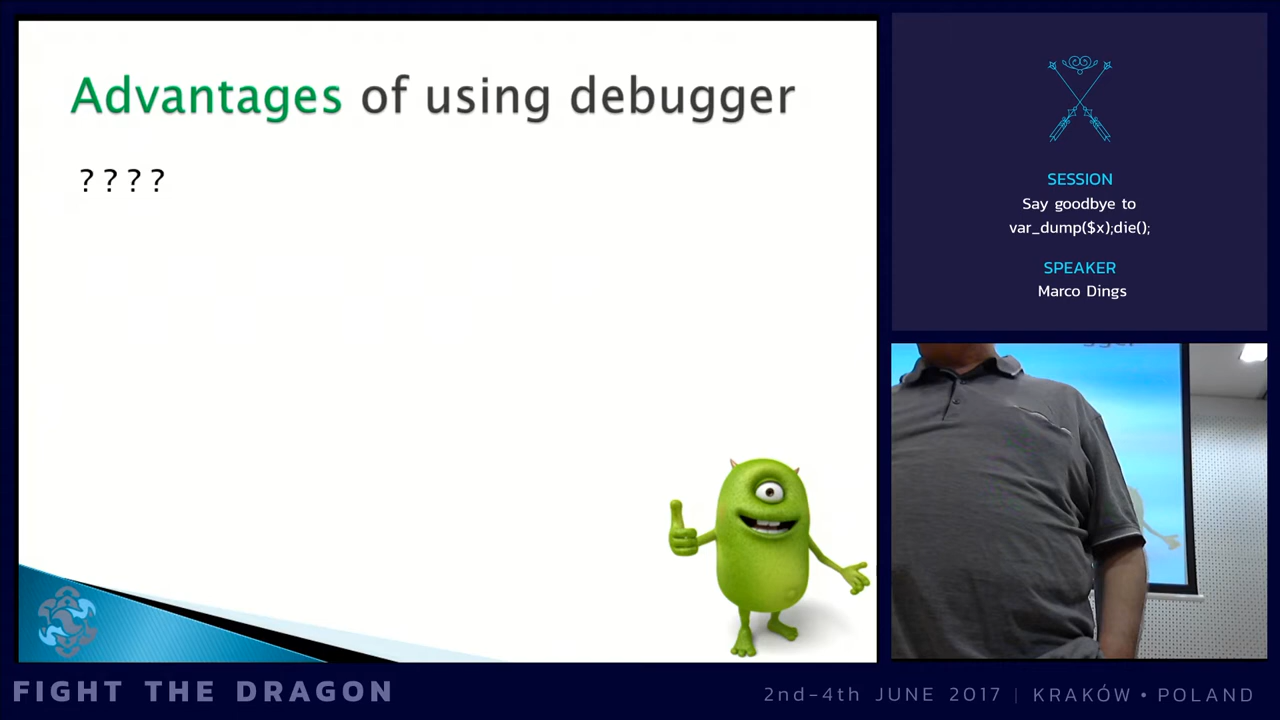 Advantages of using debugger
? ? ? ?
SESSION
Say goodbye to
var_dump($x);die();
SPEAKER
Marco Dings
FIGHT THE DRAGON
2nd-4th JUNE 2017 | KRAKÓW • POLAND